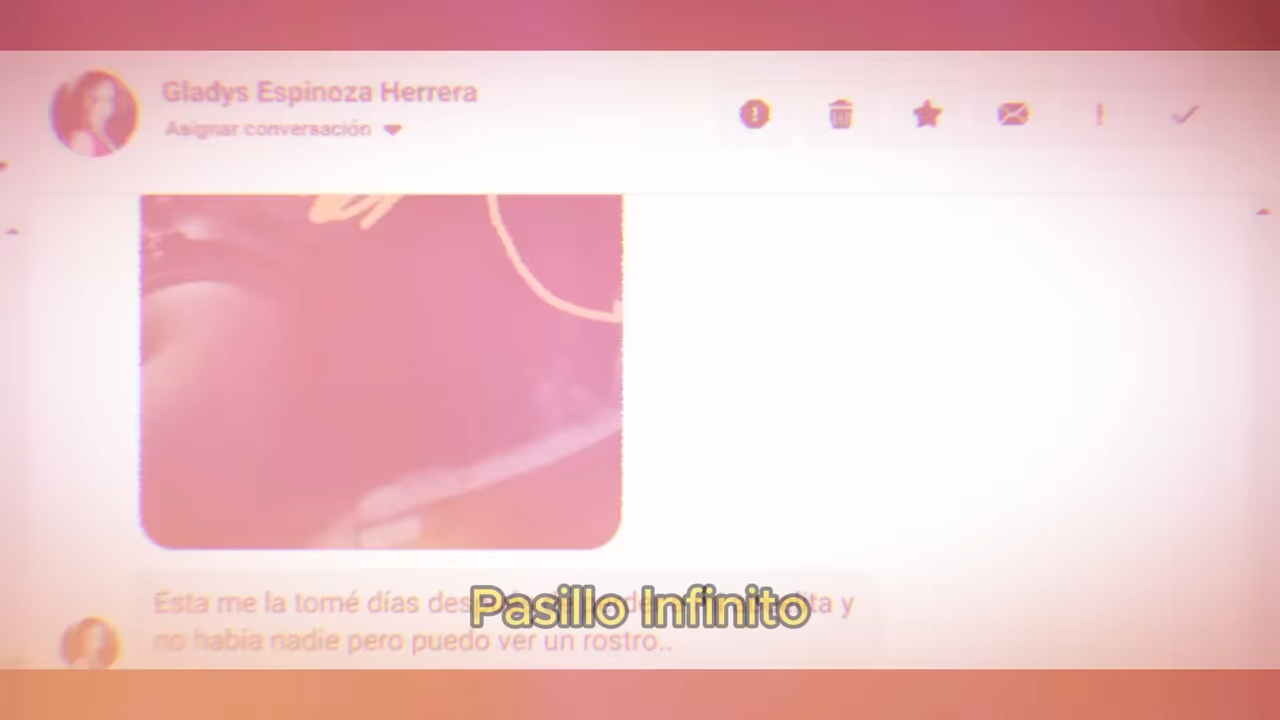 Gladys Espinoza Herrera
Asignar conversación
Esta me la tomé días y
no había nadie pero puedo ver un rostro..
Pasillo Infinito